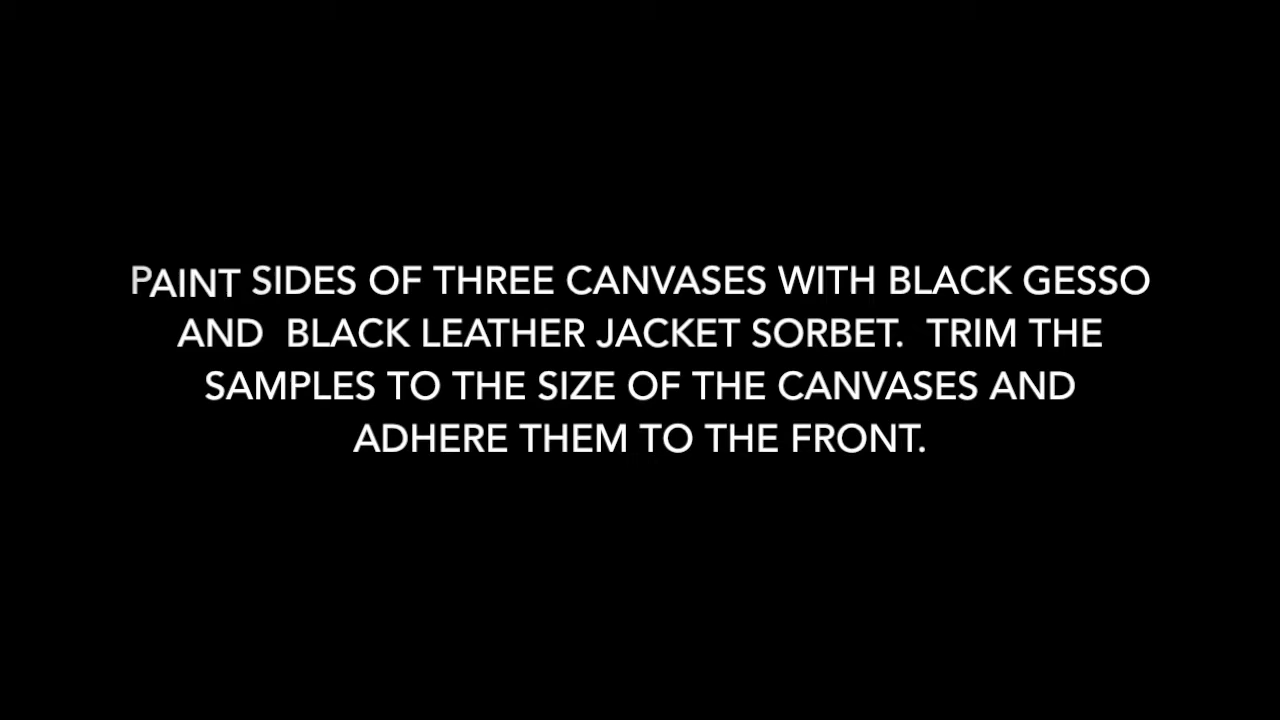 PAINT SIDES OF THREE CANVASES WITH BLACK GESSO
AND  BLACK LEATHER JACKET SORBET.  TRIM THE
SAMPLES TO THE SIZE OF THE CANVASES AND
ADHERE THEM TO THE FRONT.